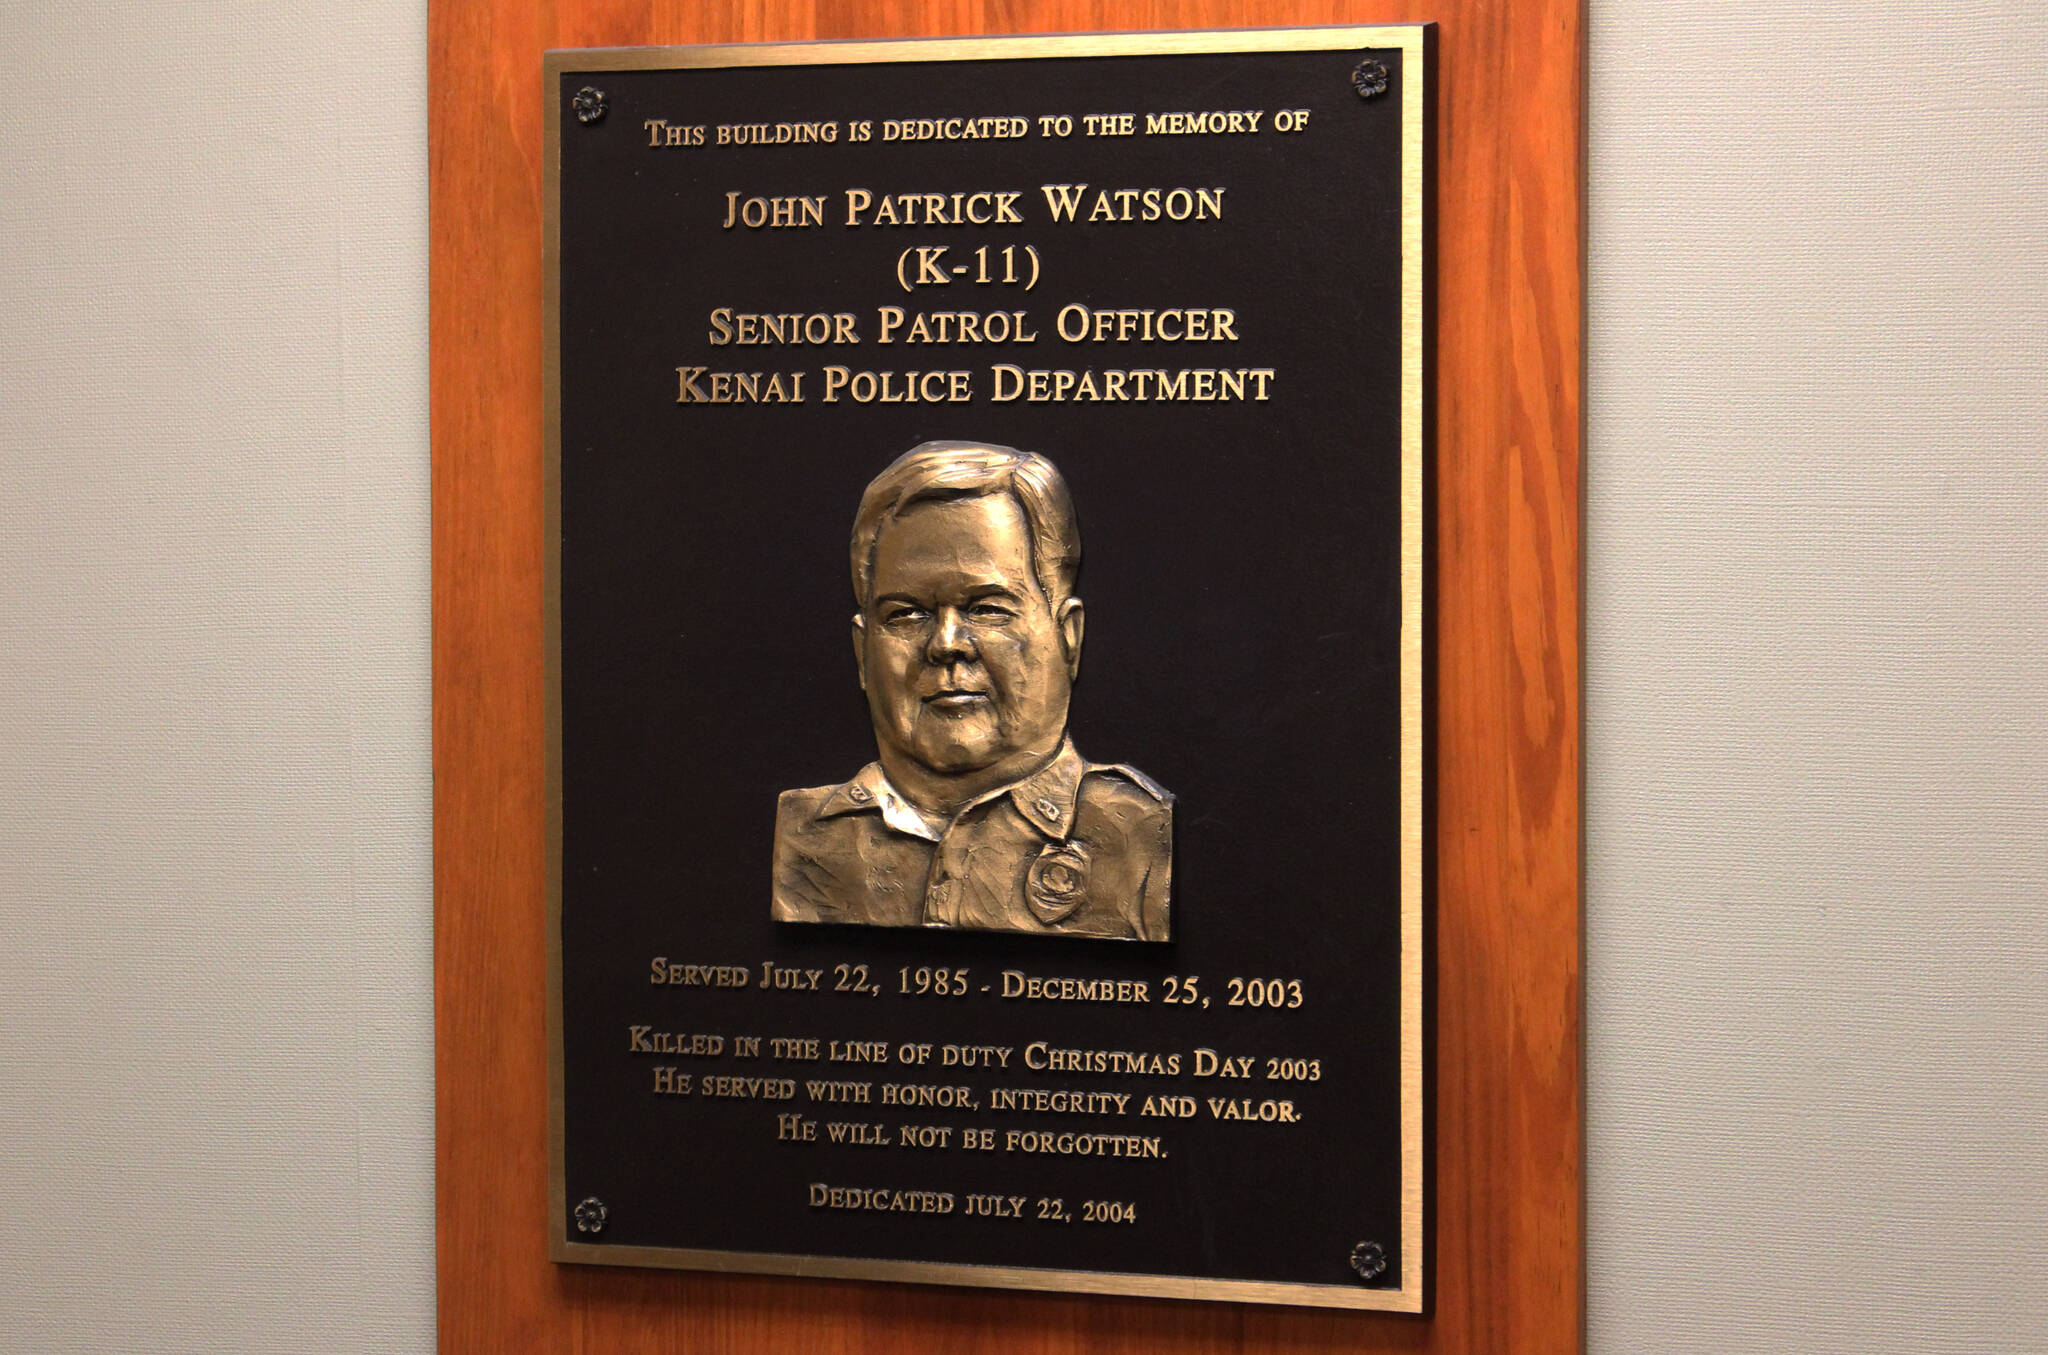 THIS BUILDING IS DEDICATED TO THE MEMORY OF
JOHN PATRICK WATSON
(K-11)
SENIOR PATROL OFFICER
KENAI POLICE DEPARTMENT
SERVED JULY 22, 1985 - DECEMBER 25, 2003
KILLED IN THE LINE OF DUTY CHRISTMAS DAY 2003
HE SERVED WITH HONOR, INTEGRITY AND VALOR.
HE WILL NOT BE FORGOTTEN.
DEDICATED JULY 22, 2004